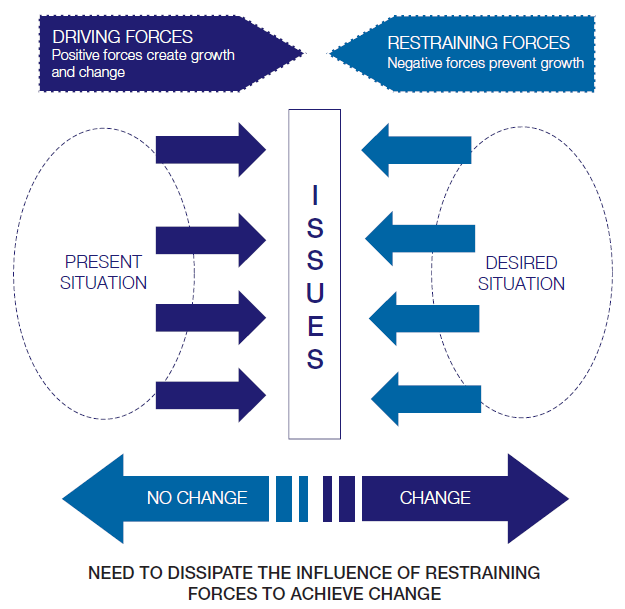 DRIVING FORCES
Positive forces create growth
and change
RESTRAINING FORCES
Negative forces prevent growth
ISSUES
PRESENT
SITUATION
DESIRED
SITUATION
NO CHANGE
CHANGE
NEED TO DISSIPATE THE INFLUENCE OF RESTRAINING
FORCES TO ACHIEVE CHANGE